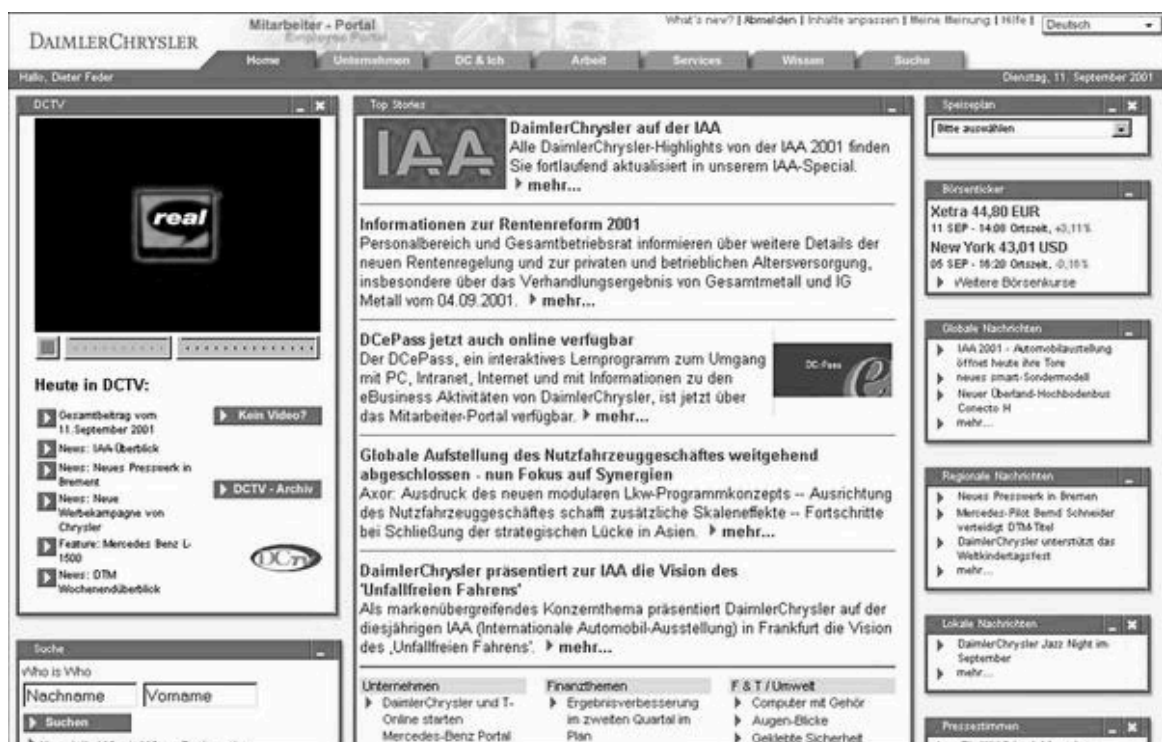 DAIMLERCHRYSLER
Mitarbeiter - Portal
Employee Portal
What's new? | Abmelden | Inhalte anpassen | Meine Meinung | Hilfe |
Deutsch
Home
Unternehmen
DC & Ich
Arbeit
Services
Wissen
Suche
Hallo, Dieter Feder
Dienstag, 11. September 2001
DCTV
real
Heute in DCTV:
Gesamtbeitrag vom
11.September 2001
News: IAA-Überblick
News: Neues Presswerk in
Bremen
News: Neue
Werbekampagne von
Chrysler
Feature: Mercedes Benz L-
1500
News: DTM
Wochenendüberblick
Kein Video?
DCTV - Archiv
DCTV
Suche
Who is Who
Nachname
Vorname
Suchen
Top Stories
IAA
DaimlerChrysler auf der IAA
Alle DaimlerChrysler-Highlights von der IAA 2001 finden
Sie fortlaufend aktualisiert in unserem IAA-Special.
mehr...
Informationen zur Rentenreform 2001
Personalbereich und Gesamtbetriebsrat informieren über weitere Details der
neuen Rentenregelung und zur privaten und betrieblichen Altersversorgung,
insbesondere über das Verhandlungsergebnis von Gesamtmetall und IG
Metall vom 04.09.2001. mehr...
DCePass jetzt auch online verfügbar
Der DCePass, ein interaktives Lernprogramm zum Umgang
mit PC, Intranet, Internet und mit Informationen zu den
eBusiness Aktivitäten von DaimlerChrysler, ist jetzt über
das Mitarbeiter-Portal verfügbar. mehr...
DC-Pass
e
Globale Aufstellung des Nutzfahrzeuggeschäftes weitgehend
abgeschlossen - nun Fokus auf Synergien
Axor: Ausdruck des neuen modularen Lkw-Programmkonzepts -- Ausrichtung
des Nutzfahrzeuggeschäftes schafft zusätzliche Skaleneffekte -- Fortschritte
bei Schließung der strategischen Lücke in Asien. mehr...
DaimlerChrysler präsentiert zur IAA die Vision des
'Unfallfreien Fahrens'
Als markenübergreifendes Konzernthema präsentiert DaimlerChrysler auf der
diesjährigen IAA (Internationale Automobil-Ausstellung) in Frankfurt die Vision
des „Unfallfreien Fahrens'. mehr...
Unternehmen
DaimlerChrysler und T-
Online starten
Mercedes-Benz Portal
Finanzthemen
Ergebnisverbesserung
im zweiten Quartal im
Plan
F & T / Umwelt
Computer mit Gehör
Augen-Blicke
Geklebte Sicherheit
Speiseplan
Bitte auswählen
Börsenticker
Xetra 44,80 EUR
11 SEP - 14:00 Ortszeit, +0,11%
New York 43,01 USD
05 SEP - 16:20 Ortszeit, -0,16%
Weitere Börsenkurse
Globale Nachrichten
IAA 2001 - Automobilaustellung
öffnet heute ihre Tore
neues smart-Sondermodell
Neuer Überland-Hochbodenbus
Conecto H
mehr...
Regionale Nachrichten
Neues Presswerk in Bremen
Mercedes-Pilot Bernd Schneider
verteidigt DTM-Titel
DaimlerChrysler unterstützt das
Weltkindertagsfest
mehr...
Lokale Nachrichten
DaimlerChrysler Jazz Night im
September
mehr...
Pressestimmen